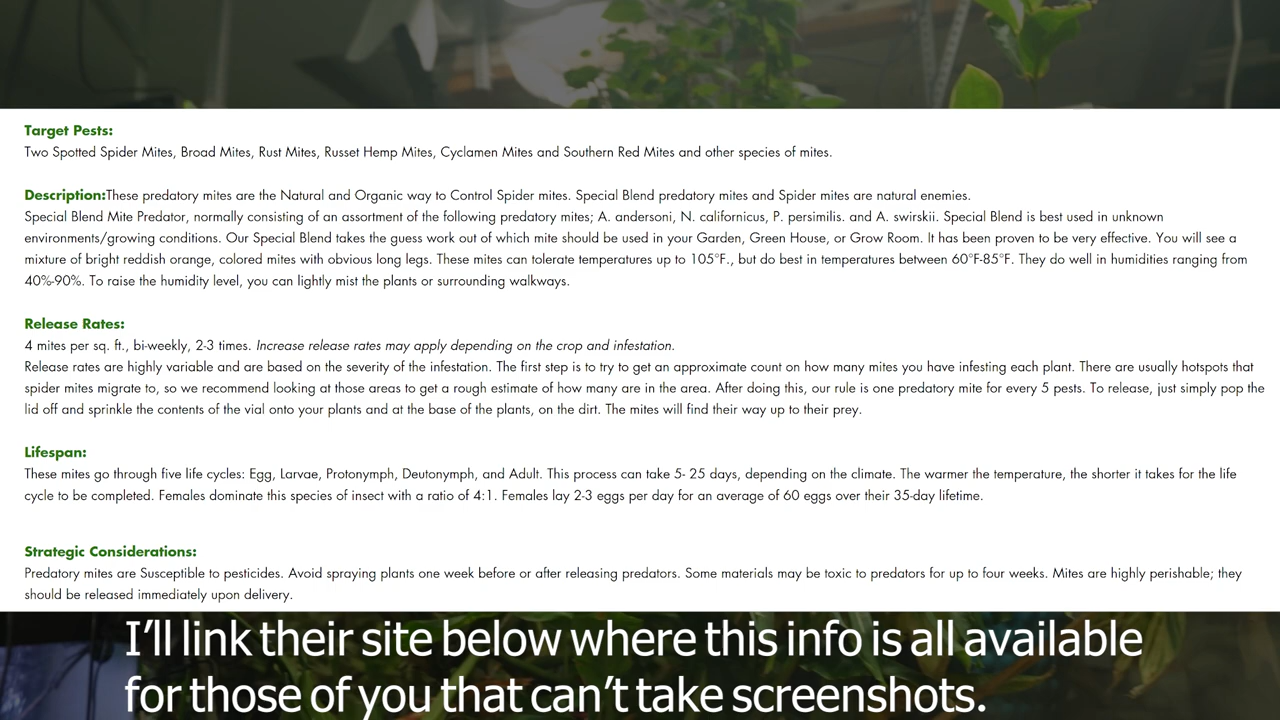 Target Pests:
Two Spotted Spider Mites, Broad Mites, Rust Mites, Russet Hemp Mites, Cyclamen Mites and Southern Red Mites and other species of mites.
Description:These predatory mites are the Natural and Organic way to Control Spider mites. Special Blend predatory mites and Spider mites are natural enemies.
Special Blend Mite Predator, normally consisting of an assortment of the following predatory mites; A. andersoni, N. californicus, P. persimilis. and A. swirskii. Special Blend is best used in unknown
environments/growing conditions. Our Special Blend takes the guess work out of which mite should be used in your Garden, Green House, or Grow Room. It has been proven to be very effective. You will see a
mixture of bright reddish orange, colored mites with obvious long legs. These mites can tolerate temperatures up to 105°F., but do best in temperatures between 60°F-85°F. They do well in humidities ranging from
40%-90%. To raise the humidity level, you can lightly mist the plants or surrounding walkways.
Release Rates:
4 mites per sq. ft., bi-weekly, 2-3 times. Increase release rates may apply depending on the crop and infestation.
Release rates are highly variable and are based on the severity of the infestation. The first step is to try to get an approximate count on how many mites you have infesting each plant. There are usually hotspots that
spider mites migrate to, so we recommend looking at those areas to get a rough estimate of how many are in the area. After doing this, our rule is one predatory mite for every 5 pests. To release, just simply pop the
lid off and sprinkle the contents of the vial onto your plants and at the base of the plants, on the dirt. The mites will find their way up to their prey.
Lifespan:
These mites go through five life cycles: Egg, Larvae, Protonymph, Deutonymph, and Adult. This process can take 5- 25 days, depending on the climate. The warmer the temperature, the shorter it takes for the life
cycle to be completed. Females dominate this species of insect with a ratio of 4:1. Females lay 2-3 eggs per day for an average of 60 eggs over their 35-day lifetime.
Strategic Considerations:
Predatory mites are Susceptible to pesticides. Avoid spraying plants one week before or after releasing predators. Some materials may be toxic to predators for up to four weeks. Mites are highly perishable; they
should be released immediately upon delivery.
I'll link their site below where this info is all available
for those of you that can't take screenshots.